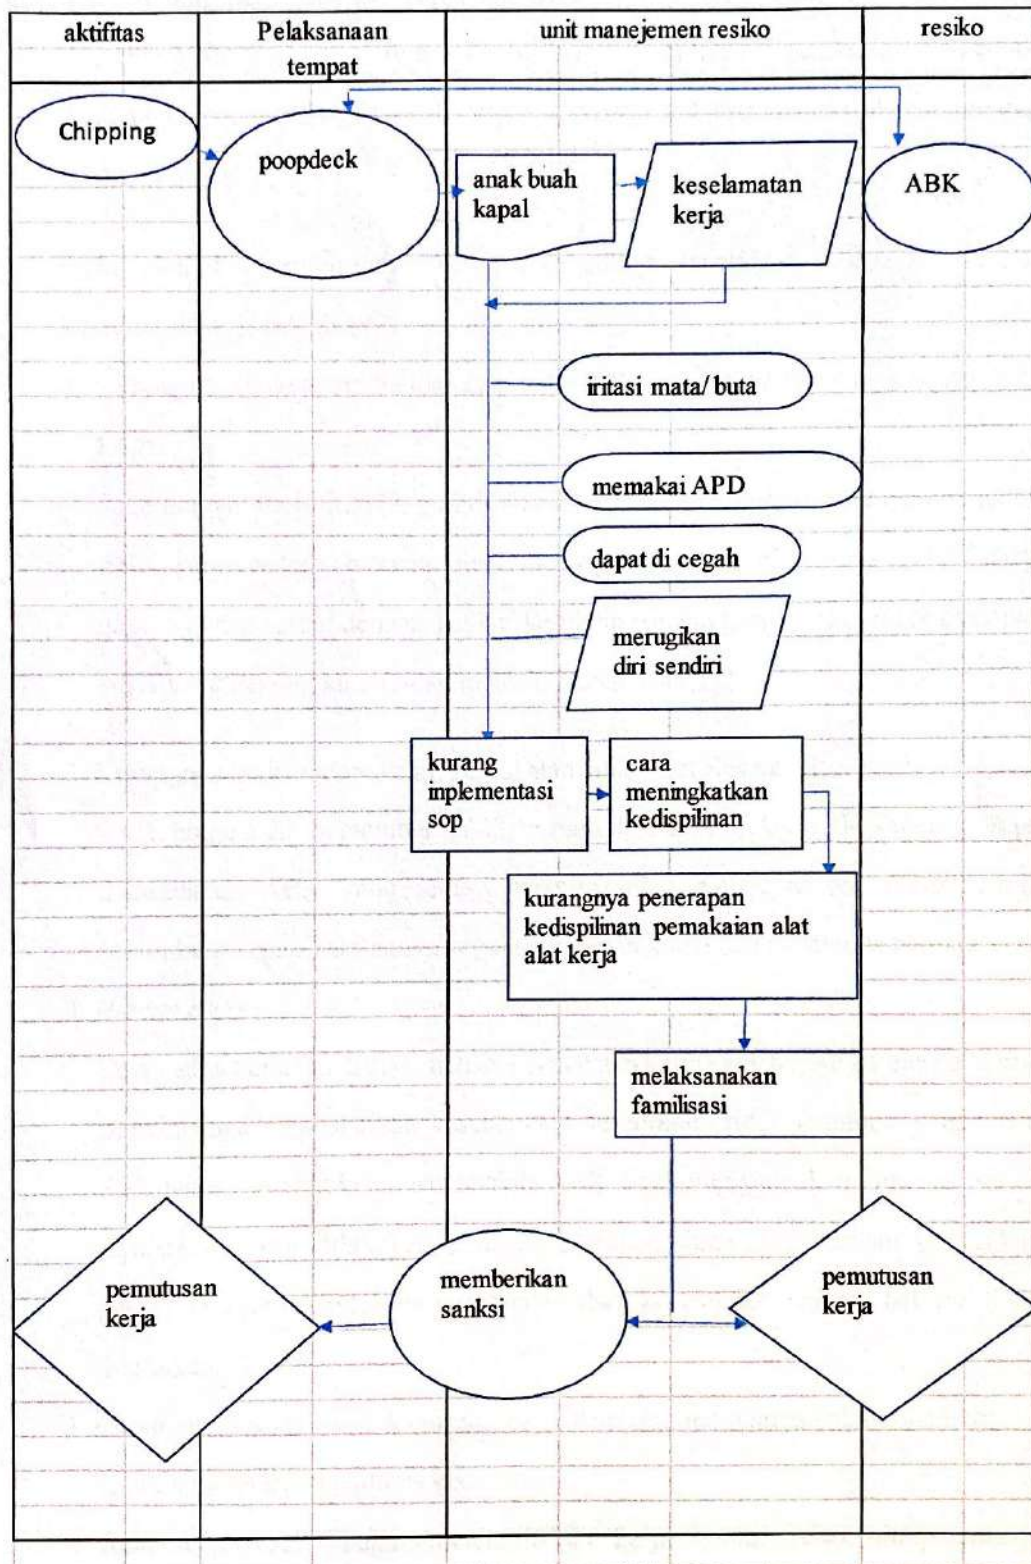 aktifitas
Pelaksanaan
tempat
unit manejemen resiko
resiko
Chipping
poopdeck
anak buah
kapal
keselamatan
kerja
ABK
iritasi mata/ buta
memakai APD
dapat di cegah
merugikan
diri sendiri
kurang
inplementasi
sop
cara
meningkatkan
kedispilinan
kurangnya penerapan
kedispilinan pemakaian alat
alat kerja
melaksanakan
familisasi
pemutusan
kerja
memberikan
sanksi
pemutusan
kerja